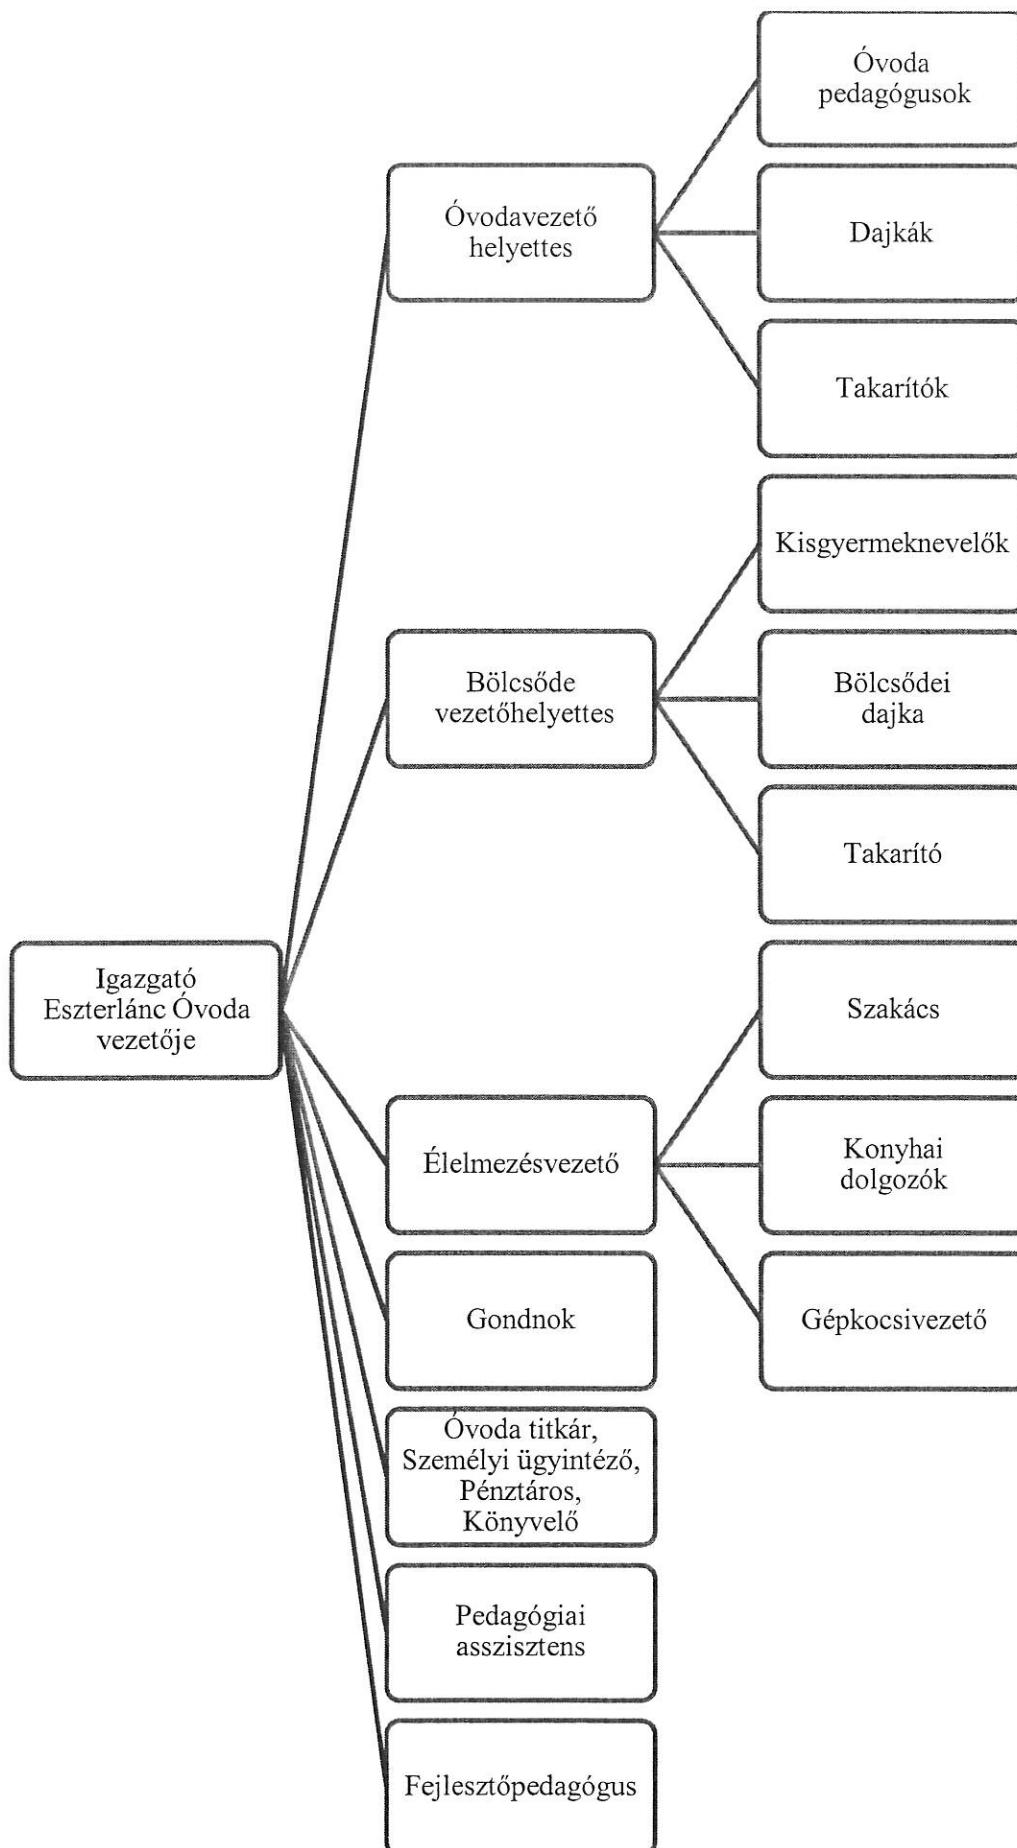 Igazgató
Eszterlánc Óvoda
vezetője
Óvodavezető
helyettes
Óvoda
pedagógusok
Dajkák
Takarítók
Bölcsőde
vezetőhelyettes
Kisgyermeknevelők
Bölcsődei
dajka
Takarító
Élelmezésvezető
Szakács
Konyhai
dolgozók
Gépkocsivezető
Gondnok
Óvoda titkár,
Személyi ügyintéző,
Pénztáros,
Könyvelő
Pedagógiai
asszisztens
Fejlesztőpedagógus